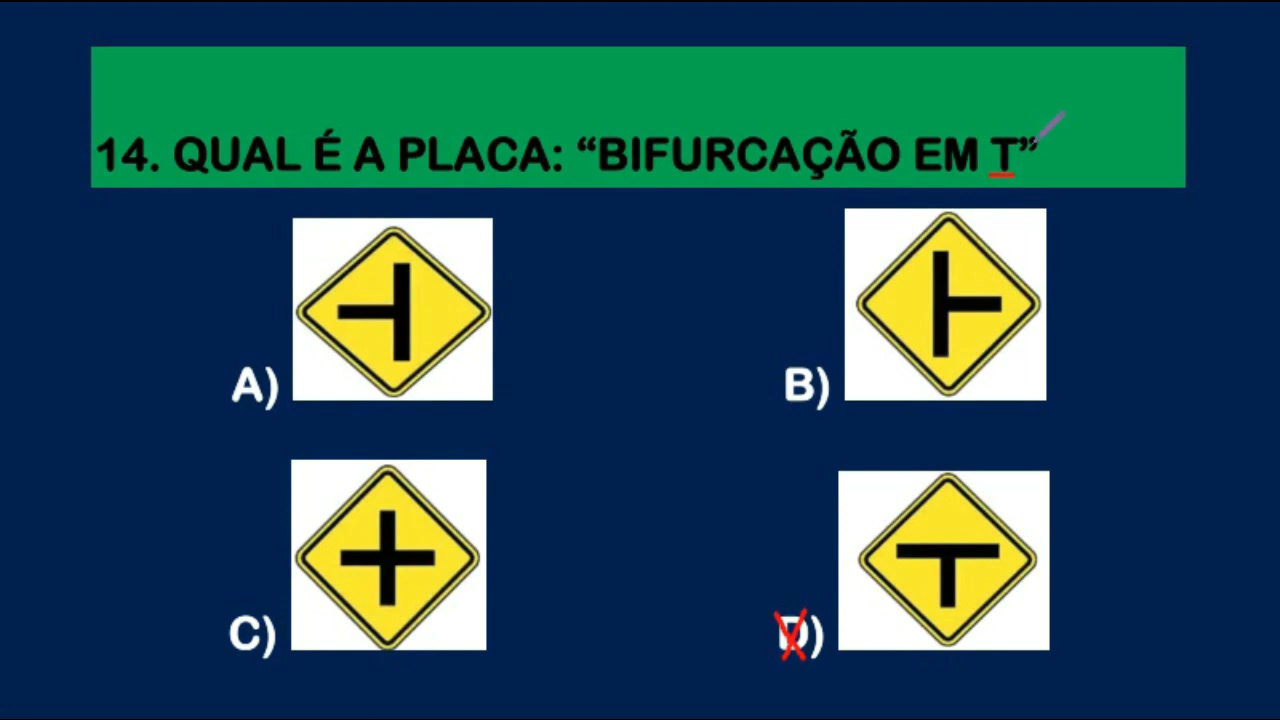 14. QUAL É A PLACA: “BIFURCAÇÃO EM T”
A)
B)
C)
D)